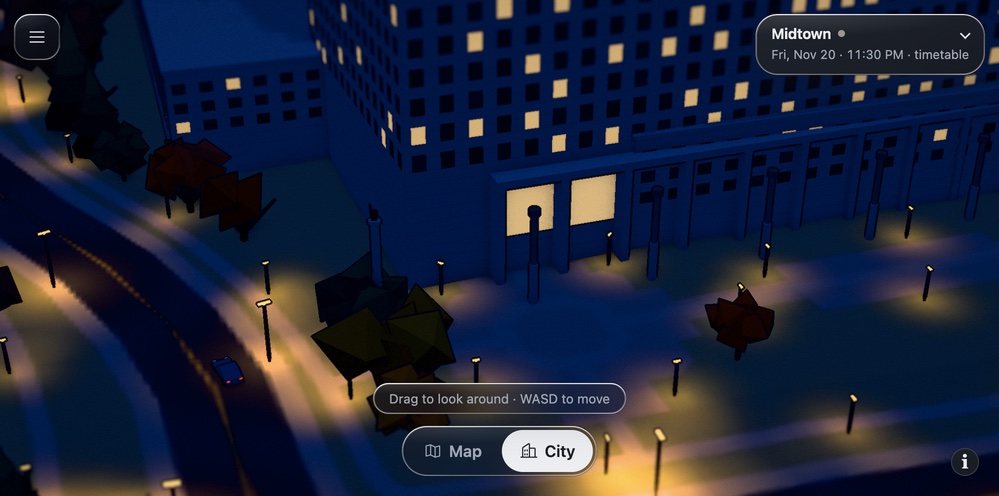 Midtown
Fri, Nov 20 · 11:30 PM · timetable
Drag to look around · WASD to move
Map
City
i